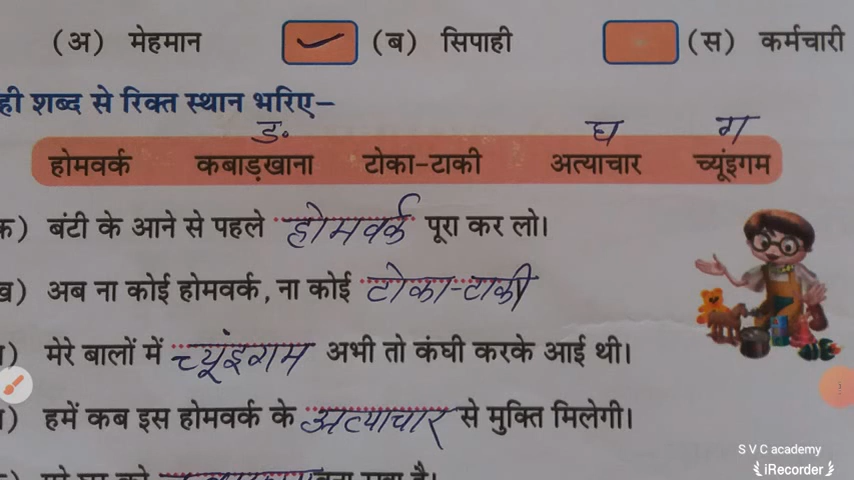 (अ) मेहमान (ब) सिपाही (स) कर्मचारी
ही शब्द से रिक्त स्थान भरिए–
ङ. घ ग
होमवर्क कबाड़खाना टोका-टाकी अत्याचार च्यूंइगम
क) बंटी के आने से पहले होमवर्क पूरा कर लो।
ख) अब ना कोई होमवर्क, ना कोई टोका-टाकी
) मेरे बालों में च्यूंइगम अभी तो कंघी करके आई थी।
) हमें कब इस होमवर्क के अत्याचार से मुक्ति मिलेगी।
S V C academy
iRecorder